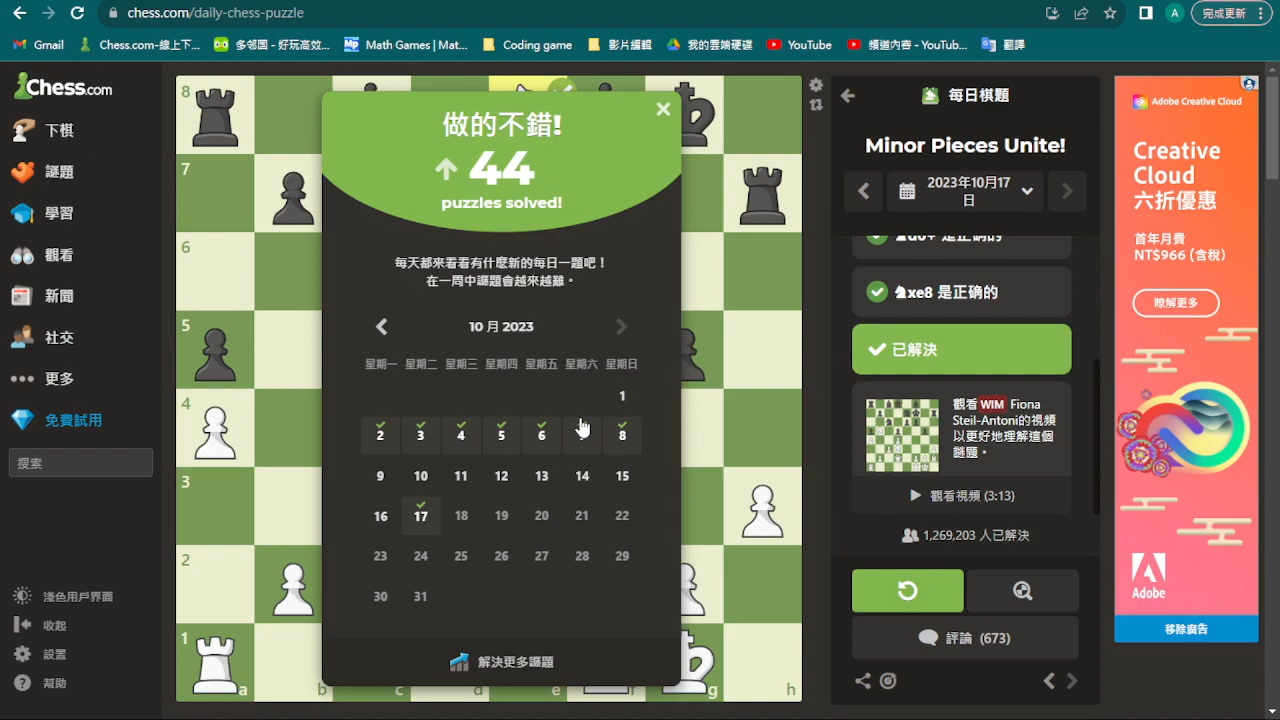 chess.com/daily-chess-puzzle
A
完成更新
Gmail
Chess.com-線上下...
多邻国 - 好玩高效...
Mp
Math Games | Mat...
Coding game
影片編輯
我的雲端硬碟
YouTube
頻道內容 - YouTub...
翻譯
Chess.com
下棋
謎題
學習
觀看
新聞
社交
更多
免費試用
搜素
淺色用戶界面
收起
設置
幫助
8
7
6
5
4
3
2
1
a
b
c
d
e
f
g
h
做的不錯!
44
puzzles solved!
每天都來看看有什麼新的每日一題吧！
在一周中謎題會越來越難。
10 月 2023
星期一 星期二 星期三 星期四 星期五 星期六 星期日
1
2 3 4 5 6 8
9 10 11 12 13 14 15
16 17 18 19 20 21 22
23 24 25 26 27 28 29
30 31
解決更多謎題
每日棋題
Minor Pieces Unite!
2023年10月17
日
xe8 是正确的
已解決
觀看WIM Fiona
Steil-Antoni的視頻
以更好地理解這個
謎題。
觀看視頻 (3:13)
1,269,203 人已解決
評論 (673)
Adobe Creative Cloud
Creative
Cloud
六折優惠
首年月費
NT$966 (含稅)
瞭解更多
Adobe
移除廣告